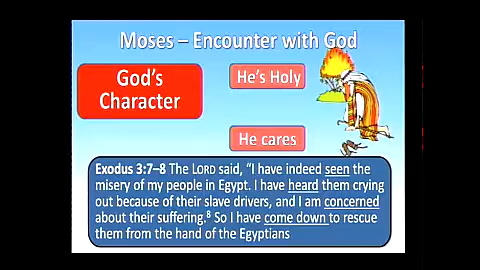 Moses – Encounter with God
God's
Character
He's Holy
He cares
Exodus 3:7–8 The LORD said, “I have indeed seen the
misery of my people in Egypt. I have heard them crying
out because of their slave drivers, and I am concerned
about their suffering.⁸ So I have come down to rescue
them from the hand of the Egyptians